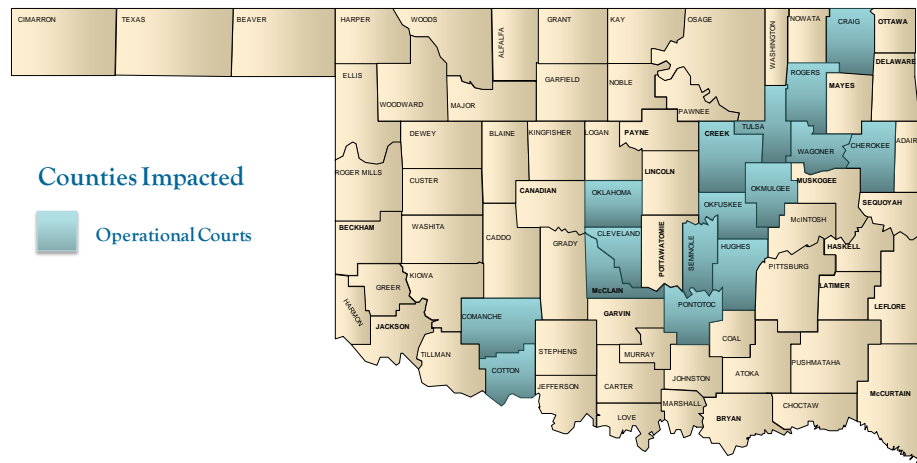 CIMARRON
TEXAS
BEAVER
HARPER
WOODS
ALFALFA
GRANT
KAY
OSAGE
WASHINGTON
NOWATA
CRAIG
OTTAWA
DELAWARE
ELLIS
WOODWARD
MAJOR
GARFIELD
NOBLE
PAWNEE
ROGERS
MAYES
DEWEY
BLAINE
KINGFISHER
LOGAN
PAYNE
CREEK
TULSA
WAGONER
CHEROKEE
ADAIR
Counties Impacted
Operational Courts
ROGER MILLS
CUSTER
CANADIAN
OKLAHOMA
LINCOLN
OKMULGEE
MUSKOGEE
SEQUOYAH
BECKHAM
WASHITA
CADDO
GRADY
CLEVELAND
POTTAWATOMIE
SEMINOLE
OKFUSKEE
HUGHES
McINTOSH
HASKELL
PITTSBURG
GREER
KIOWA
McCLAIN
LATIMER
LEFLORE
HARMON
JACKSON
COMANCHE
GARVIN
PONTOTOC
TILLMAN
COTTON
STEPHENS
MURRAY
COAL
JOHNSTON
ATOKA
PUSHMATAHA
JEFFERSON
CARTER
McCURTAIN
LOVE
MARSHALL
BRYAN
CHOCTAW